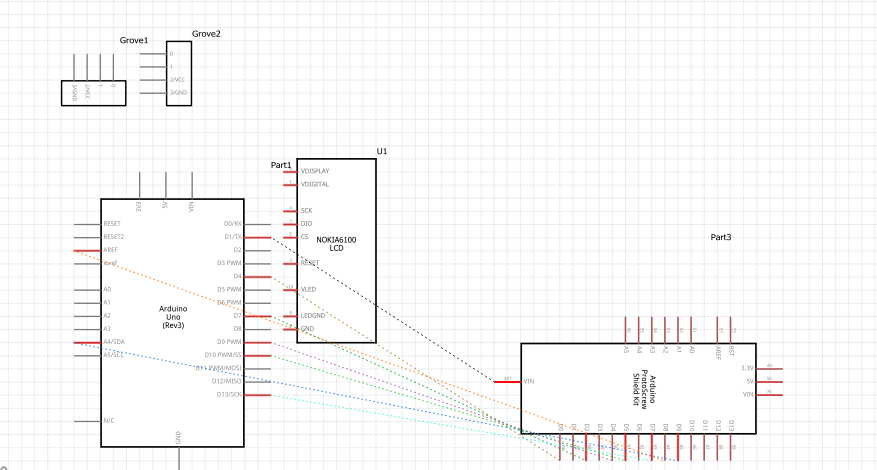 Grove1
Grove2
0
1
2/VCC
3/GND
3/GND
2/VCC
1
0
U1
Part1
VDISPLAY
VDIGITAL
SCK
DIO
CS
NOKIA6100
LCD
RESET
VLED
LEDGND
GND
3V3
5V
VIN
RESET
RESET2
AREF
ioref
A0
A1
A2
A3
A4/SDA
A5/SCL
N/C
Arduino
Uno
(Rev3)
D0/RX
D1/TX
D2
D3 PWM
D4
D5 PWM
D6 PWM
D7
D8
D9 PWM
D10 PWM/SS
D11 PWM/MOSI
D12/MISO
D13/SCK
GND
Part3
A5
A4
A3
A2
A1
A0
AREF
RST
VIN
Arduino
ProtoScrew
Shield Kit
3.3V
5V
VIN
D0
D2
D3
D4
D5
D6
D7
D8
D9
D10
D11
D12
D13